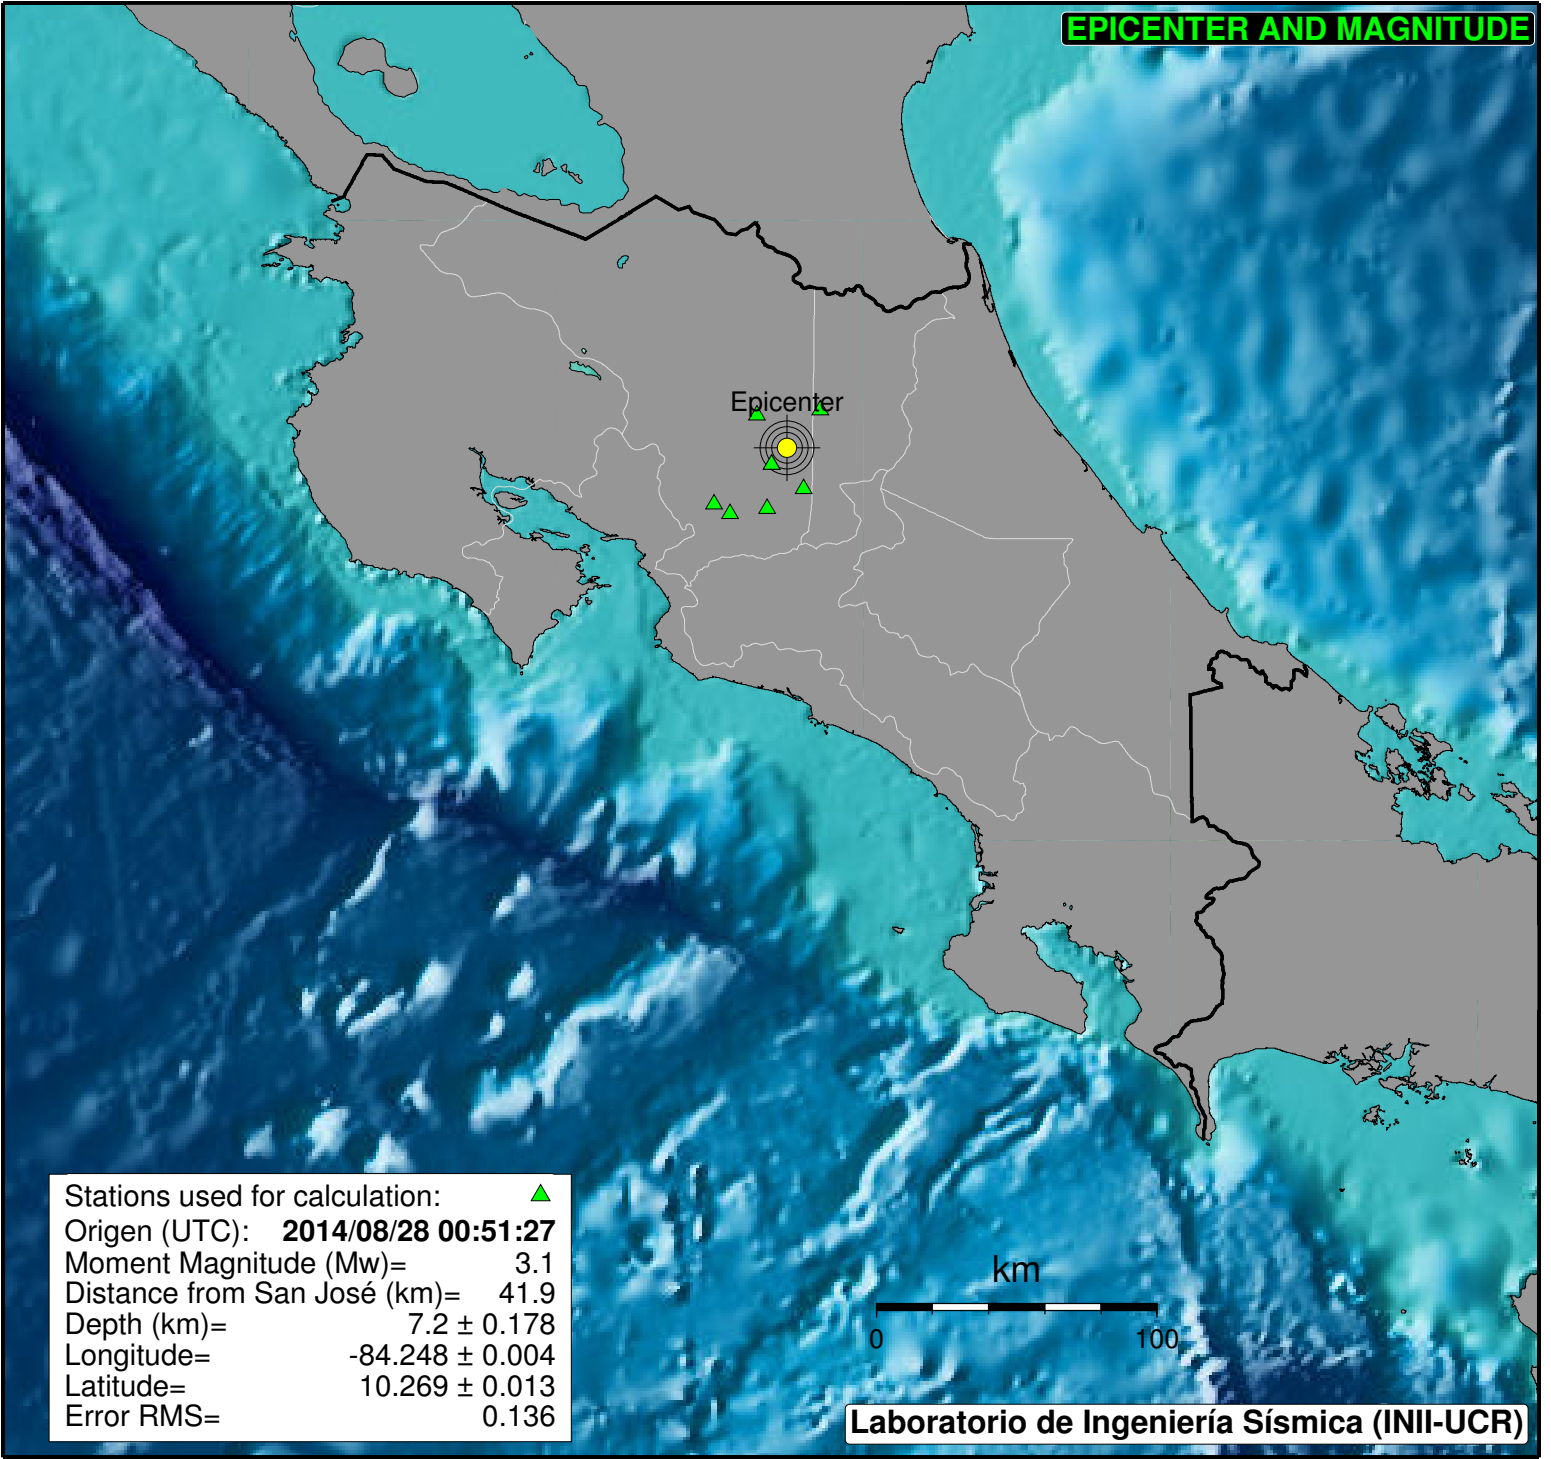 EPICENTER AND MAGNITUDE
Epicenter
Stations used for calculation:
Origen (UTC): 2014/08/28 00:51:27
Moment Magnitude (Mw)= 3.1
Distance from San José (km)= 41.9
Depth (km)= 7.2 ± 0.178
Longitude= -84.248 ± 0.004
Latitude= 10.269 ± 0.013
Error RMS= 0.136
km
0 100
Laboratorio de Ingeniería Sísmica (INII-UCR)